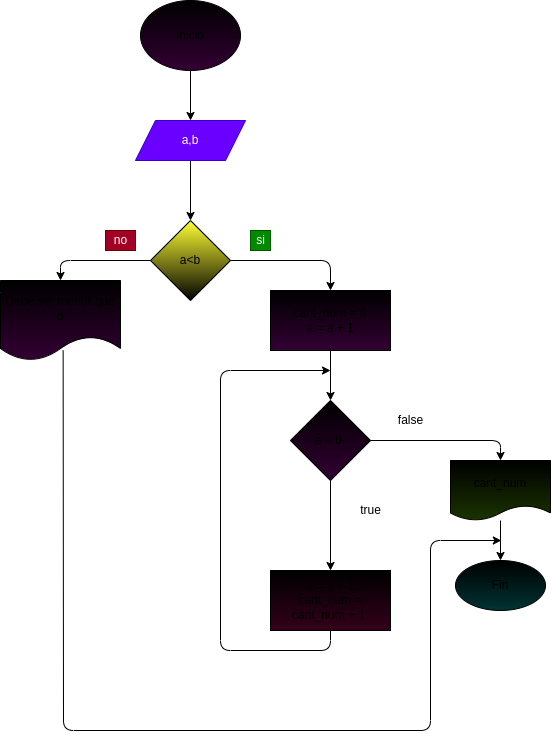 Inicio
a,b
no
si
a<b
cant_num = 0
a = a + 1
false
a < b
cant_num
true
cant_num =
cant_num + 1
Fin